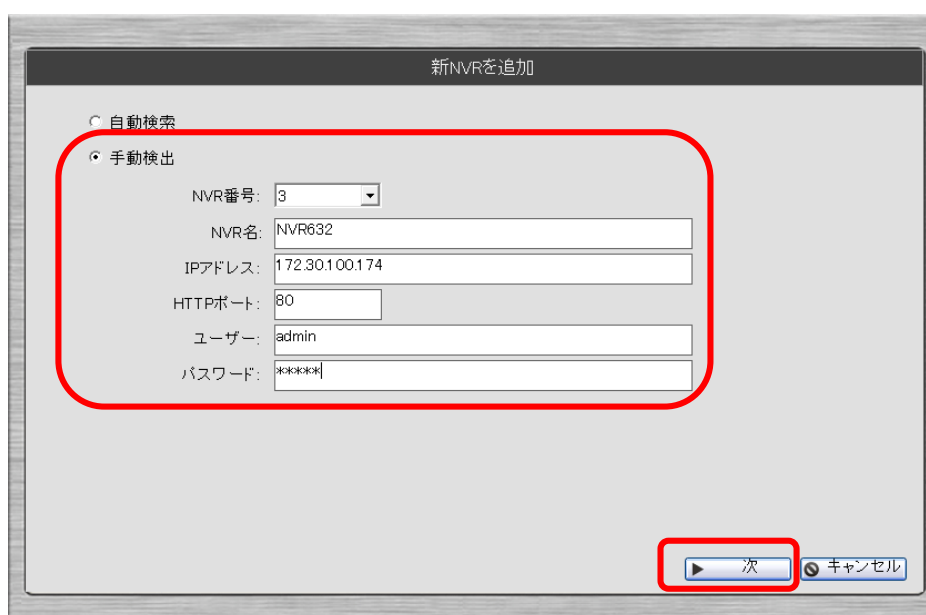 新NVRを追加
自動検索
手動検出
NVR番号: 3
NVR名: NVR632
IPアドレス: 172.30.100.174
HTTPポート: 80
ユーザー: admin
パスワード: *****
次 キャンセル